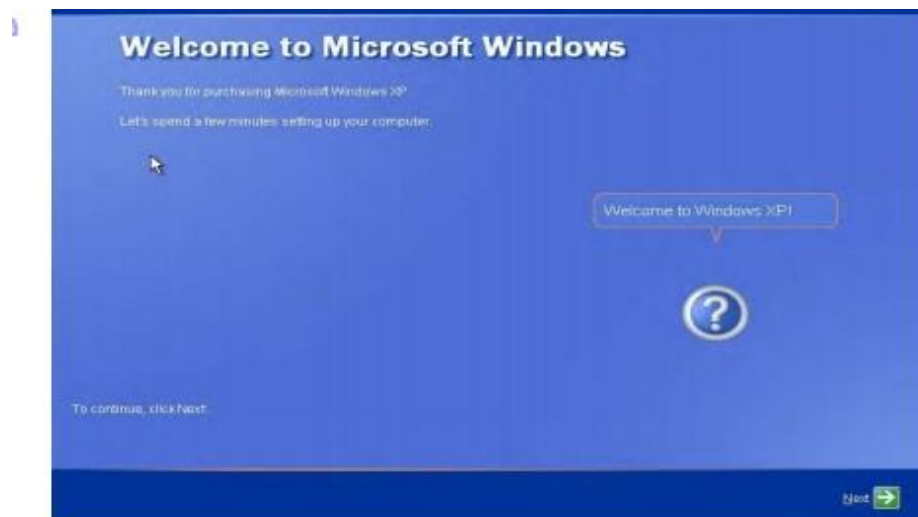 Welcome to Microsoft Windows
Thank you for purchasing Microsoft Windows XP
Let's spend a few minutes setting up your computer.
Welcome to Windows XP!
?
To continue, click Next
Next